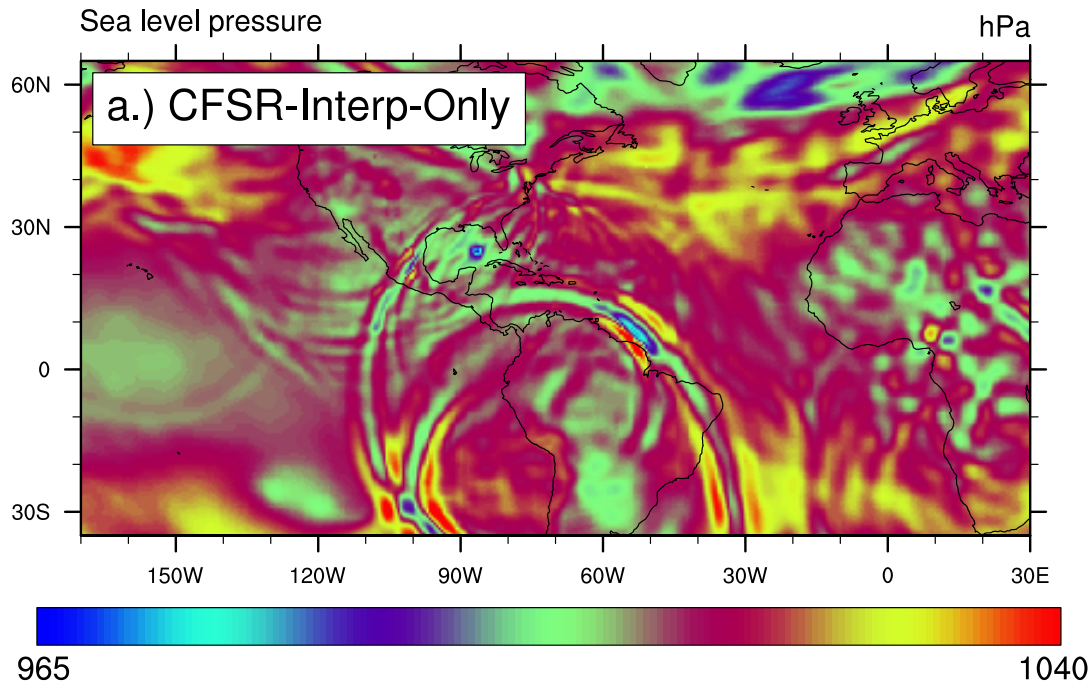 Sea level pressure hPa
a.) CFSR-Interp-Only
60N
30N
0
30S
150W 120W 90W 60W 30W 0 30E
965 1040